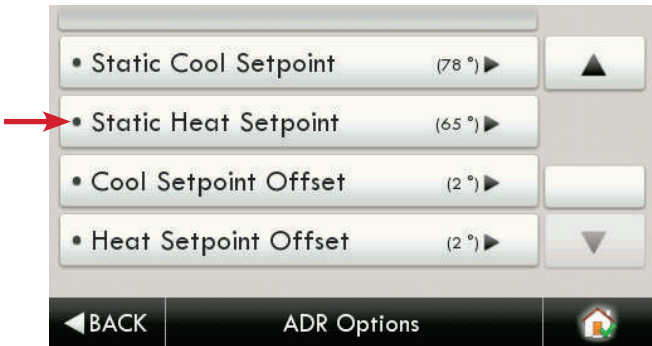 • Static Cool Setpoint (78 °)▶
• Static Heat Setpoint (65 °)▶
• Cool Setpoint Offset (2 °)▶
• Heat Setpoint Offset (2 °)▶
◀BACK ADR Options